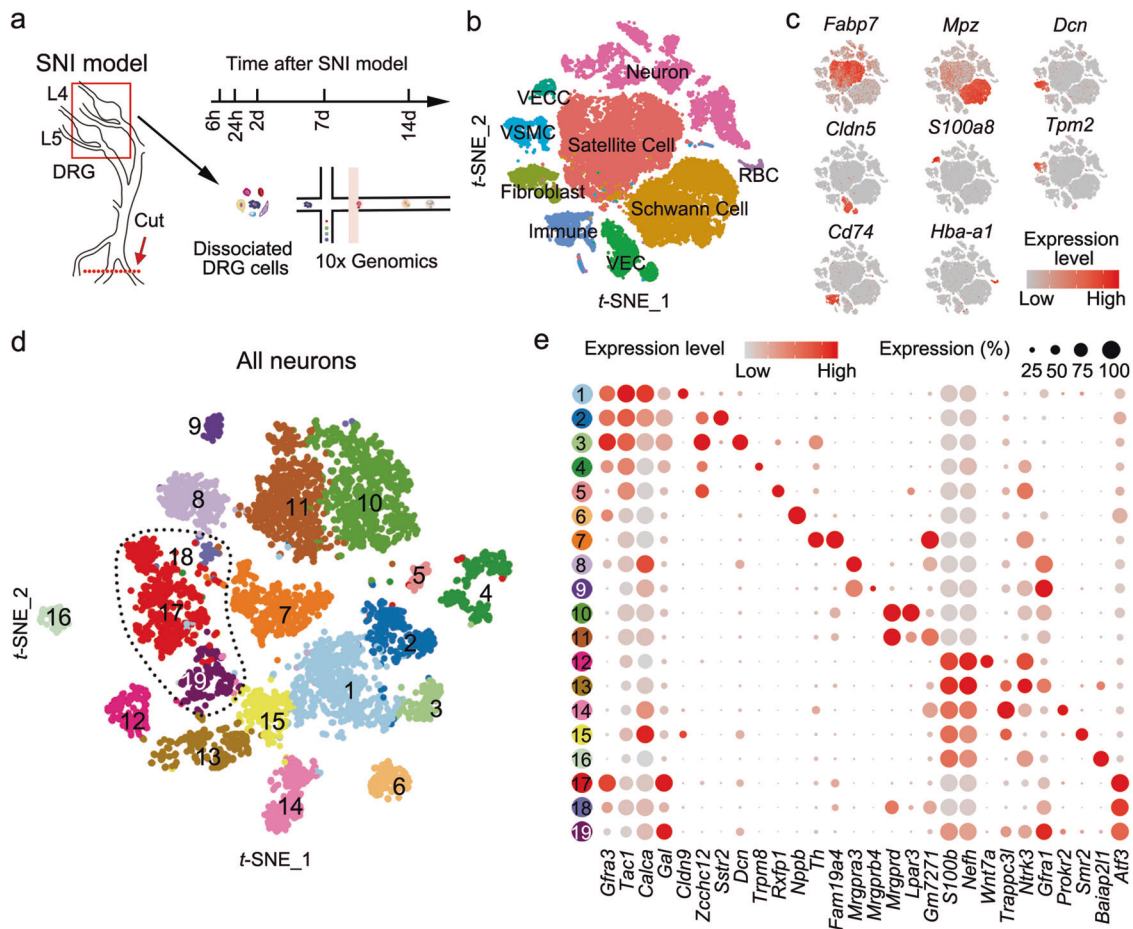 a
SNI model
L4
L5
DRG
Cut
Time after SNI model
6h
24h
2d
7d
14d
Dissociated
DRG cells
10x Genomics
b
Neuron
VECC
VSMC
Satellite Cell
RBC
Fibroblast
Schwann Cell
Immune
VEC
t-SNE_2
t-SNE_1
c
Fabp7 Mpz Dcn
Cldn5 S100a8 Tpm2
Cd74 Hba-a1
Expression
level
Low High
d
All neurons
9
8
11
10
18
5
4
17
7
16
2
19
1
3
12
15
13
6
14
t-SNE_2
t-SNE_1
e
Expression level
Low High
Expression (%)
25 50 75 100
1
2
3
4
5
6
7
8
9
10
11
12
13
14
15
16
17
18
19
Gfra3
Tac1
Calca
Gal
Cldn9
Zcchc12
Sstr2
Dcn
Trpm8
Rxfp1
Nppb
Th
Fam19a4
Mrgpra3
Mrgprb4
Mrgprd
Lpar3
Gm7271
S100b
Nefh
Wnt7a
Trappc3l
Ntrk3
Gfra1
Prokr2
Smr2
Baiap2l1
Atf3